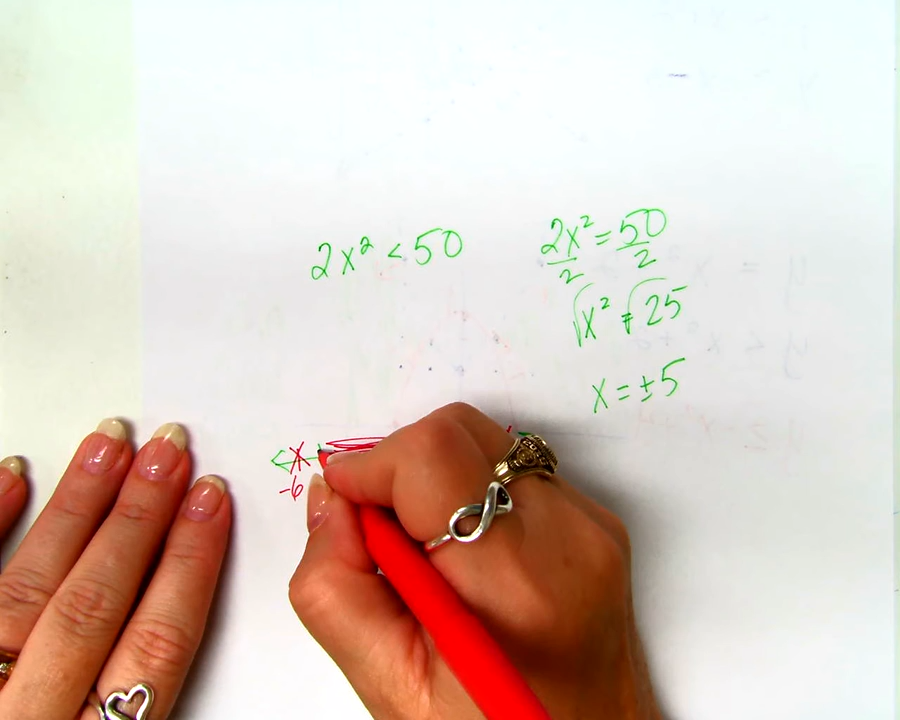 2x² < 50
2x² = 50
2 2
√x² = √25
x = ±5
X
-6